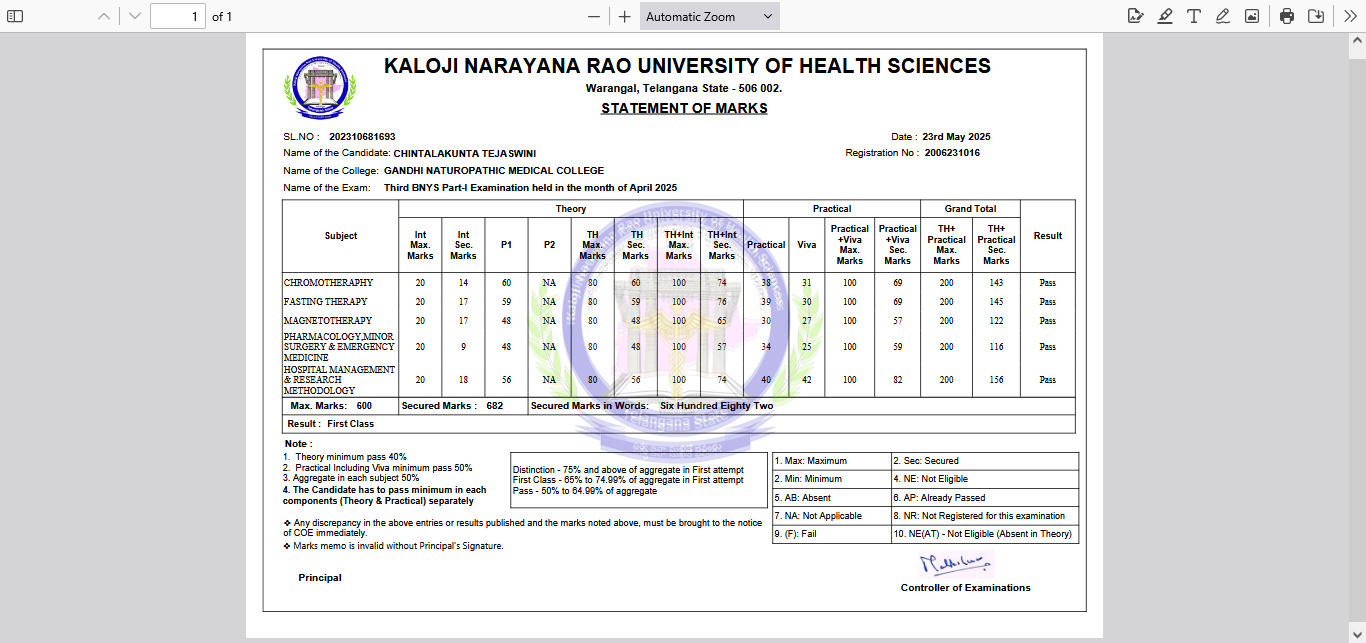 1 of 1 Automatic Zoom
KALOJI NARAYANA RAO UNIVERSITY OF HEALTH SCIENCES
Warangal, Telangana State - 506 002.
STATEMENT OF MARKS
SL.NO : 202310681693 Date : 23rd May 2025
Name of the Candidate: CHINTALAKUNTA TEJASWINI Registration No : 2006231016
Name of the College: GANDHI NATUROPATHIC MEDICAL COLLEGE
Name of the Exam: Third BNYS Part-I Examination held in the month of April 2025
Theory Practical Grand Total
Subject Int Max. Marks Int Sec. Marks P1 P2 TH Max. Marks TH Sec. Marks TH+Int Max. Marks TH+Int Sec. Marks Practical Viva Practical +Viva Max. Marks Practical +Viva Sec. Marks TH+ Practical Max. Marks TH+ Practical Sec. Marks Result
CHROMOTHERAPHY 20 14 60 NA 80 60 100 74 38 31 100 69 200 143 Pass
FASTING THERAPY 20 17 59 NA 80 59 100 76 39 30 100 69 200 145 Pass
MAGNETOTHERAPY 20 17 48 NA 80 48 100 65 30 27 100 57 200 122 Pass
PHARMACOLOGY,MINOR
SURGERY & EMERGENCY 20 9 48 NA 80 48 100 57 34 25 100 59 200 116 Pass
MEDICINE
HOSPITAL MANAGEMENT
& RESEARCH 20 18 56 NA 80 56 100 74 40 42 100 82 200 156 Pass
METHODOLOGY
Max. Marks: 600 Secured Marks : 682 Secured Marks in Words: Six Hundred Eighty Two
Result : First Class
Note :
1. Theory minimum pass 40%
2. Practical Including Viva minimum pass 50%
3. Aggregate in each subject 50%
4. The Candidate has to pass minimum in each
components (Theory & Practical) separately
Distinction - 75% and above of aggregate in First attempt
First Class - 65% to 74.99% of aggregate in First attempt
Pass - 50% to 64.99% of aggregate
1. Max: Maximum 2. Sec: Secured
2. Min: Minimum 4. NE: Not Eligible
5. AB: Absent 6. AP: Already Passed
7. NA: Not Applicable 8. NR: Not Registered for this examination
9. (F): Fail 10. NE(AT) - Not Eligible (Absent in Theory)
❖ Any discrepancy in the above entries or results published and the marks noted above, must be brought to the notice
of COE immediately.
❖ Marks memo is invalid without Principal's Signature.
Principal
Controller of Examinations